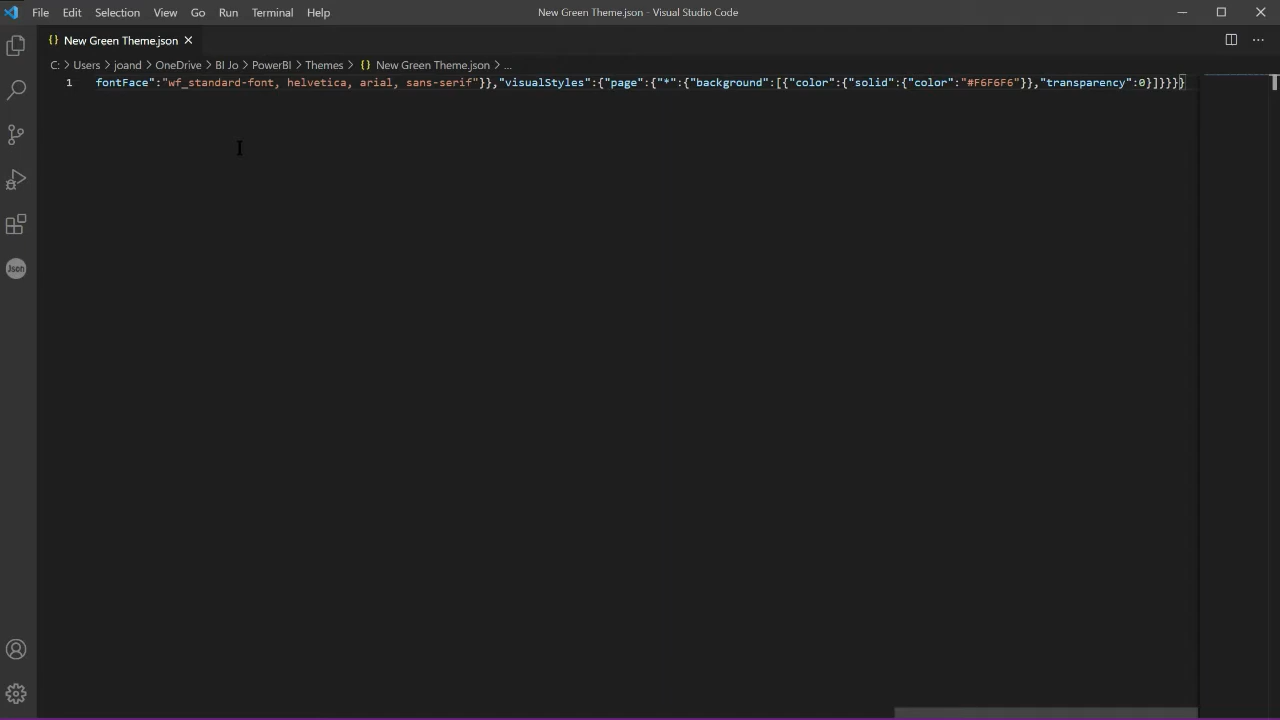 File Edit Selection View Go Run Terminal Help New Green Theme.json - Visual Studio Code
{} New Green Theme.json ×
C: > Users > joand > OneDrive > BI Jo > PowerBI > Themes > {} New Green Theme.json > ...
1 fontFace":"wf_standard-font, helvetica, arial, sans-serif"}},"visualStyles":{"page":{"*":{"background":[{"color":{"solid":{"color":"#F6F6F6"}},"transparency":0}]}}}}
Json